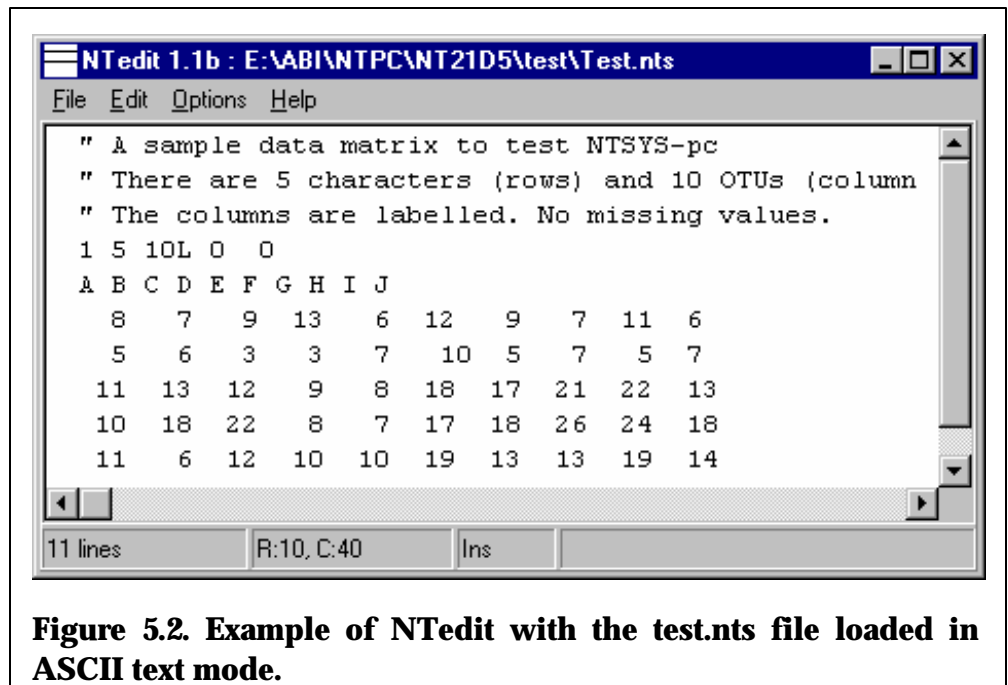 NTedit 1.1b : E:\ABI\NTPC\NT21D5\test\Test.nts
File Edit Options Help
" A sample data matrix to test NTSYS-pc
" There are 5 characters (rows) and 10 OTUs (column
" The columns are labelled. No missing values.
1 5 10L 0 0
A B C D E F G H I J
8 7 9 13 6 12 9 7 11 6
5 6 3 3 7 10 5 7 5 7
11 13 12 9 8 18 17 21 22 13
10 18 22 8 7 17 18 26 24 18
11 6 12 10 10 19 13 13 19 14
11 lines R:10, C:40 Ins
Figure 5.2. Example of NTedit with the test.nts file loaded in
ASCII text mode.